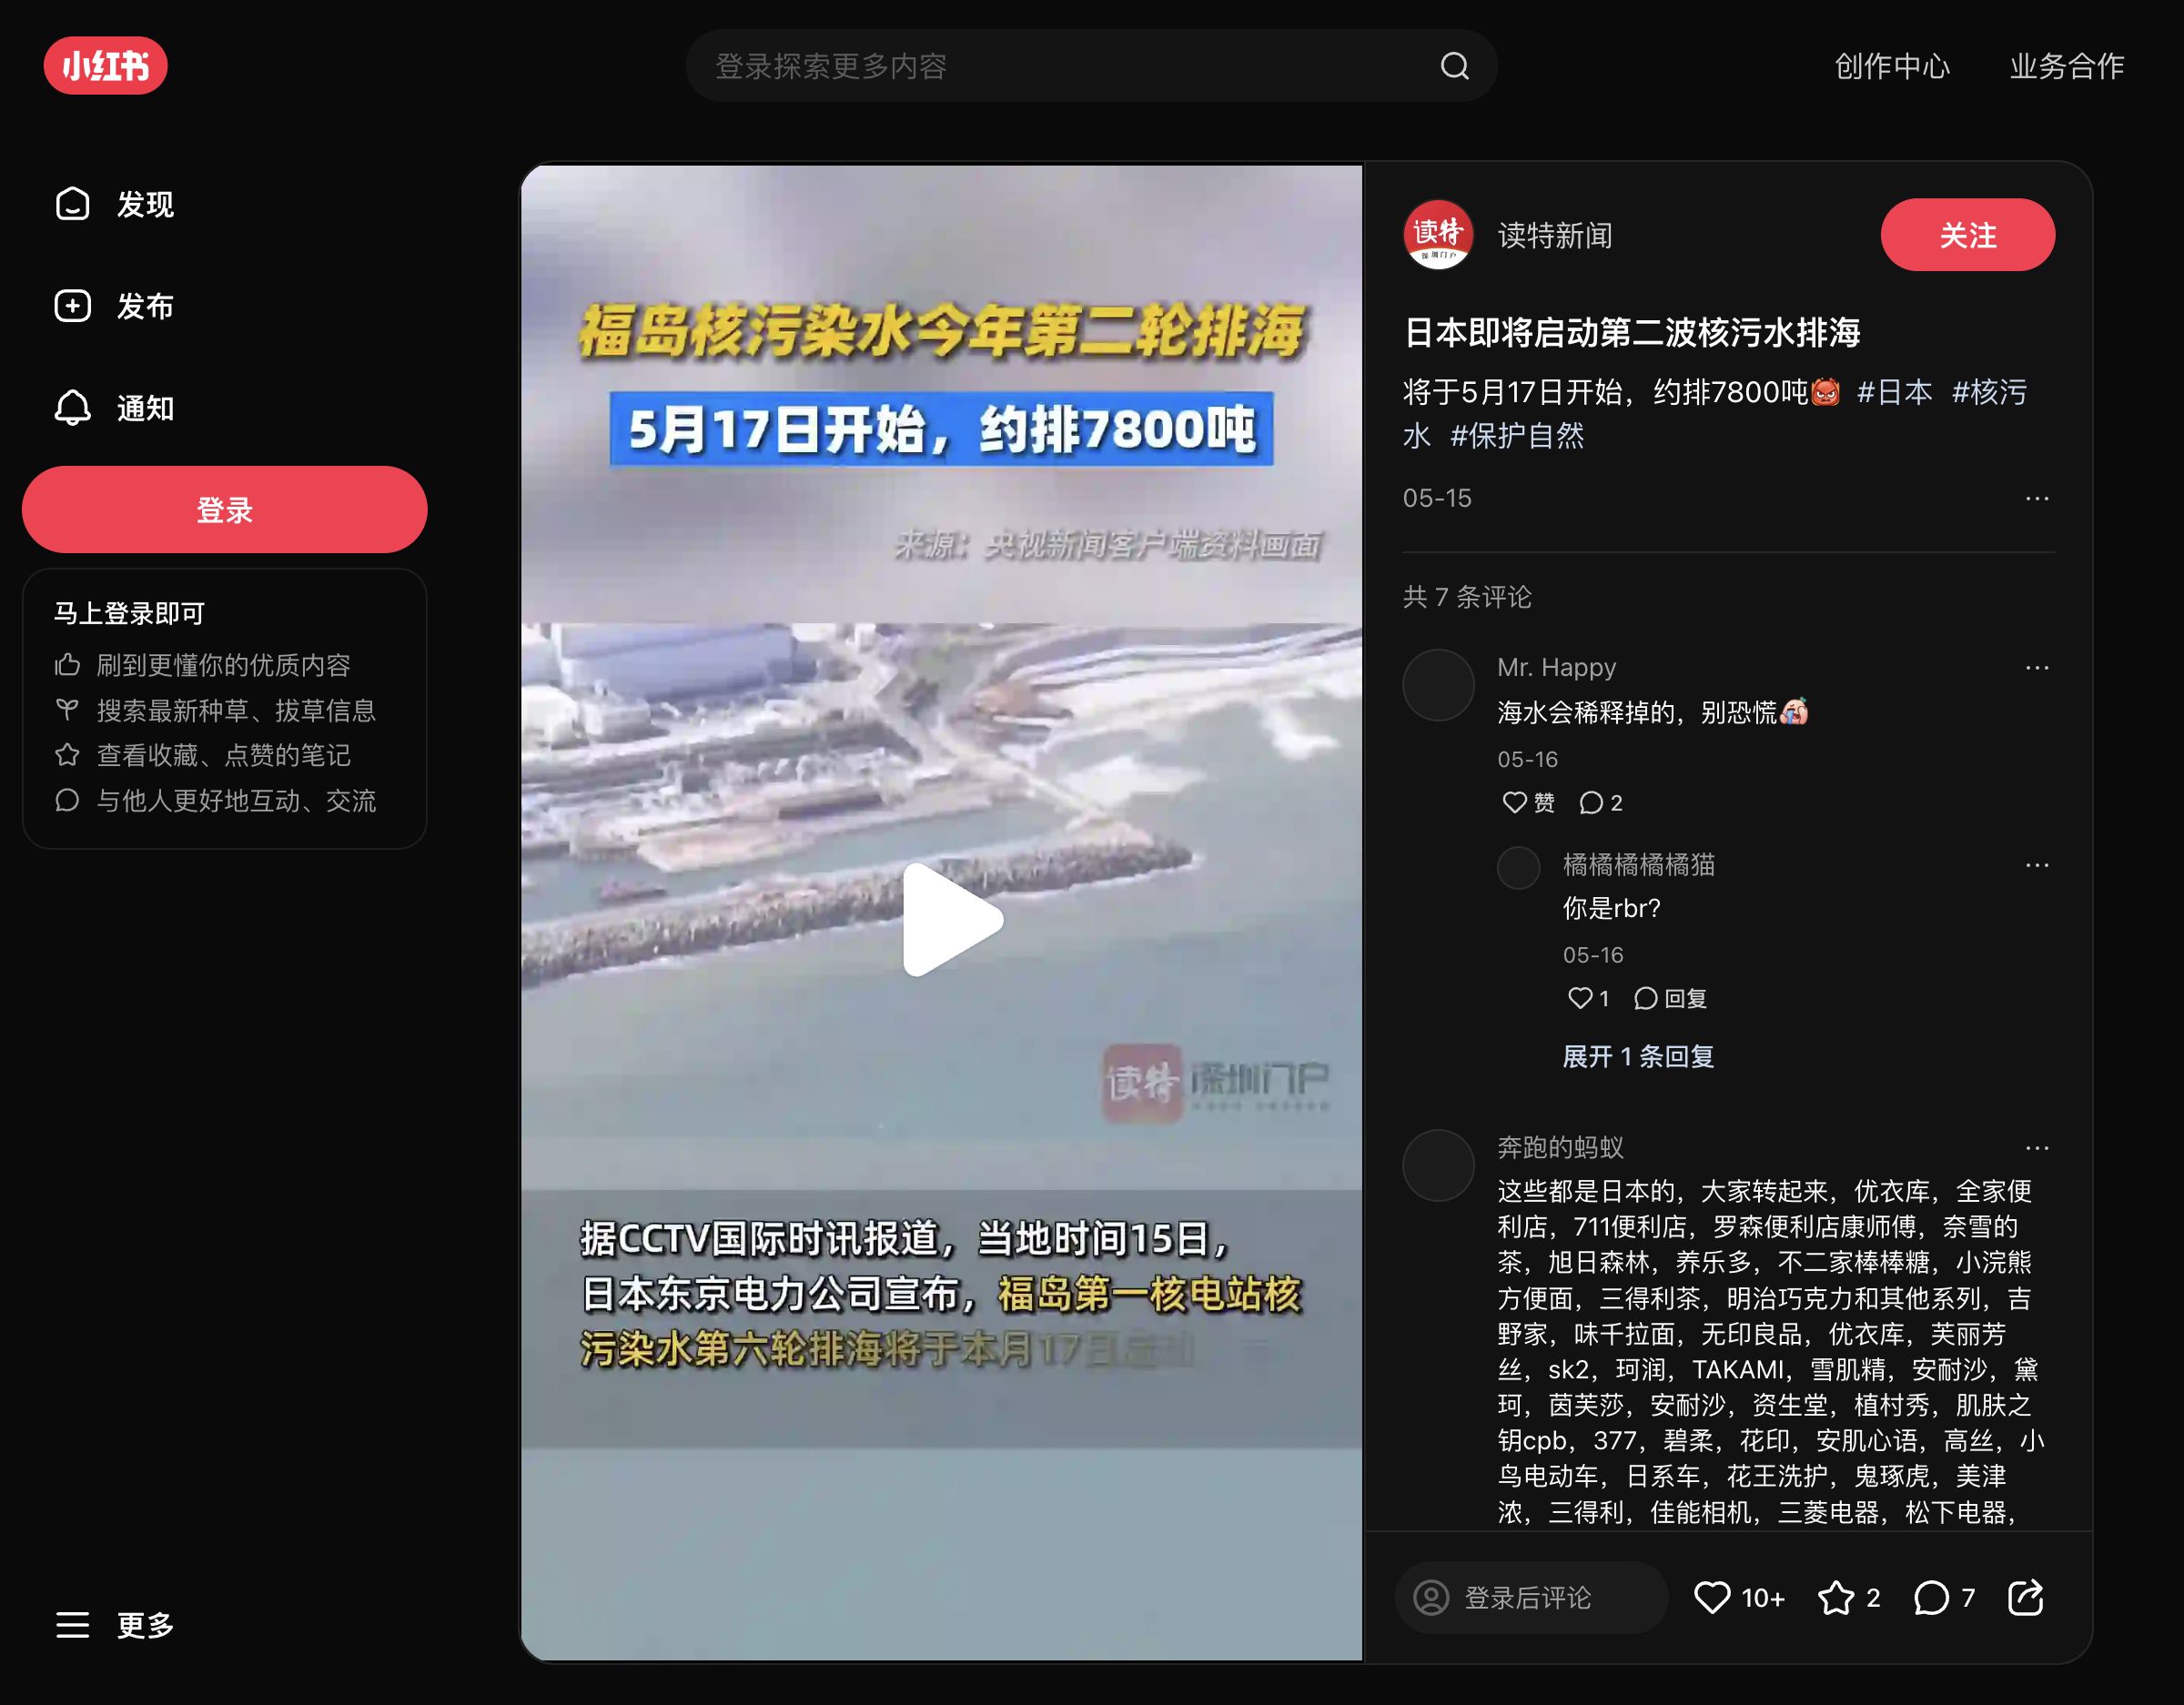 小红书
登录探索更多内容
创作中心
业务合作
发现
发布
通知
登录
马上登录即可
刷到更懂你的优质内容
搜索最新种草、拔草信息
查看收藏、点赞的笔记
与他人更好地互动、交流
更多
福岛核污染水今年第二轮排海
5月17日开始，约排7800吨
来源：央视新闻客户端资料画面
读特 深圳门户
据CCTV国际时讯报道，当地时间15日，
日本东京电力公司宣布，福岛第一核电站核
污染水第六轮排海将于本月17日启动
读特
深圳门户
读特新闻
关注
日本即将启动第二波核污水排海
将于5月17日开始，约排7800吨👹 #日本 #核污
水 #保护自然
05-15
共 7 条评论
Mr. Happy
海水会稀释掉的，别恐慌
05-16
赞 2
橘橘橘橘橘猫
你是rbr?
05-16
1 回复
展开 1 条回复
奔跑的蚂蚁
这些都是日本的，大家转起来，优衣库，全家便
利店，711便利店，罗森便利店康师傅，奈雪的
茶，旭日森林，养乐多，不二家棒棒糖，小浣熊
方便面，三得利茶，明治巧克力和其他系列，吉
野家，味千拉面，无印良品，优衣库，芙丽芳
丝，sk2，珂润，TAKAMI，雪肌精，安耐沙，黛
珂，茵芙莎，安耐沙，资生堂，植村秀，肌肤之
钥cpb，377，碧柔，花印，安肌心语，高丝，小
鸟电动车，日系车，花王洗护，鬼琢虎，美津
浓，三得利，佳能相机，三菱电器，松下电器，
登录后评论
10+
2
7